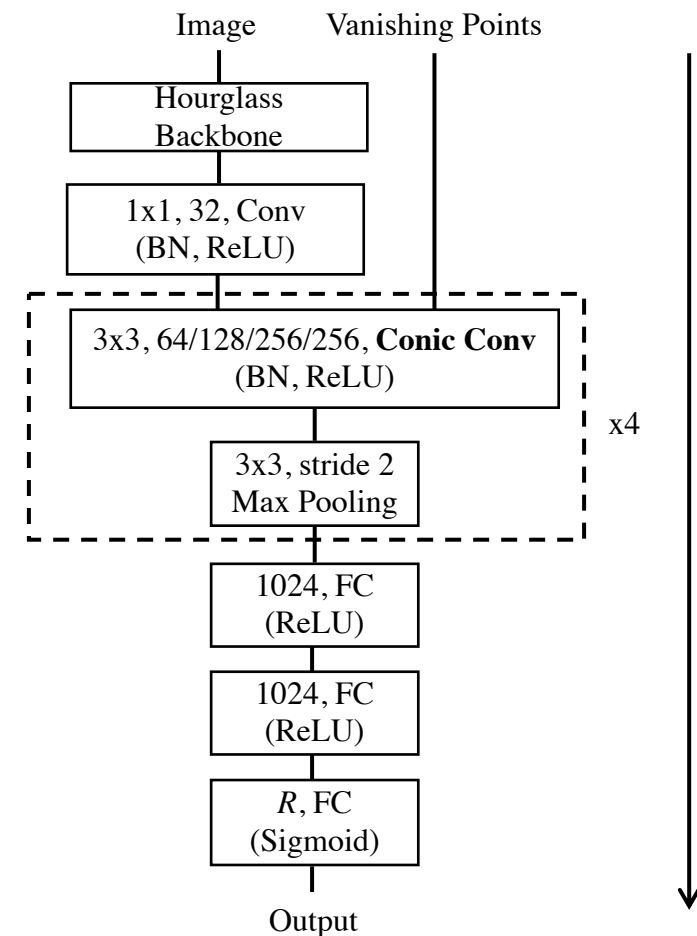 Image
Vanishing Points
Hourglass
Backbone
1x1, 32, Conv
(BN, ReLU)
3x3, 64/128/256/256, Conic Conv
(BN, ReLU)
x4
3x3, stride 2
Max Pooling
1024, FC
(ReLU)
1024, FC
(ReLU)
R, FC
(Sigmoid)
Output